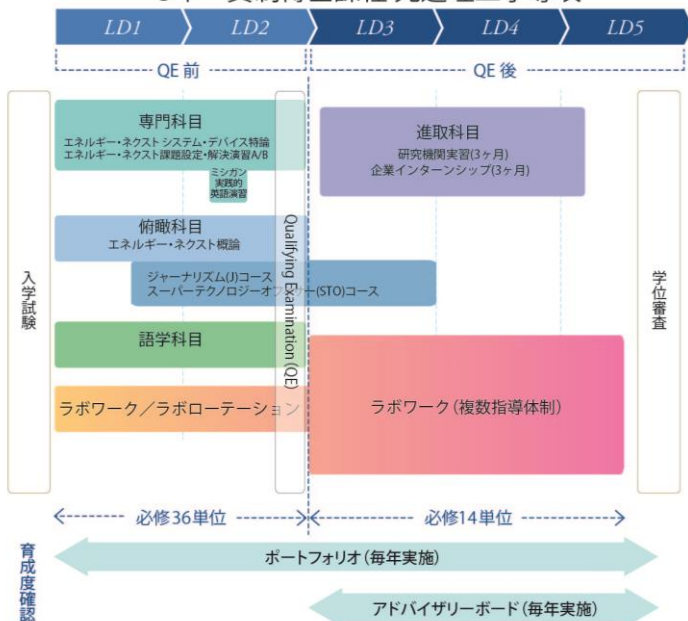 LD1 LD2 LD3 LD4 LD5
QE 前
QE 後
入学試験
専門科目
エネルギー・ネクスト システム・デバイス特論
エネルギー・ネクスト課題設定・解決演習A/B
ミシガン
実践的
英語演習
俯瞰科目
エネルギー・ネクスト概論
ジャーナリズム(J)コース
スーパーテクノロジーオフィサー(STO)コース
語学科目
ラボワーク／ラボローテーション
Qualifying Examination (QE)
進取科目
研究機関実習(3ヶ月)
企業インターンシップ(3ヶ月)
ラボワーク(複数指導体制)
学位審査
必修36単位
必修14単位
育成度確認
ポートフォリオ(毎年実施)
アドバイザリーボード(毎年実施)